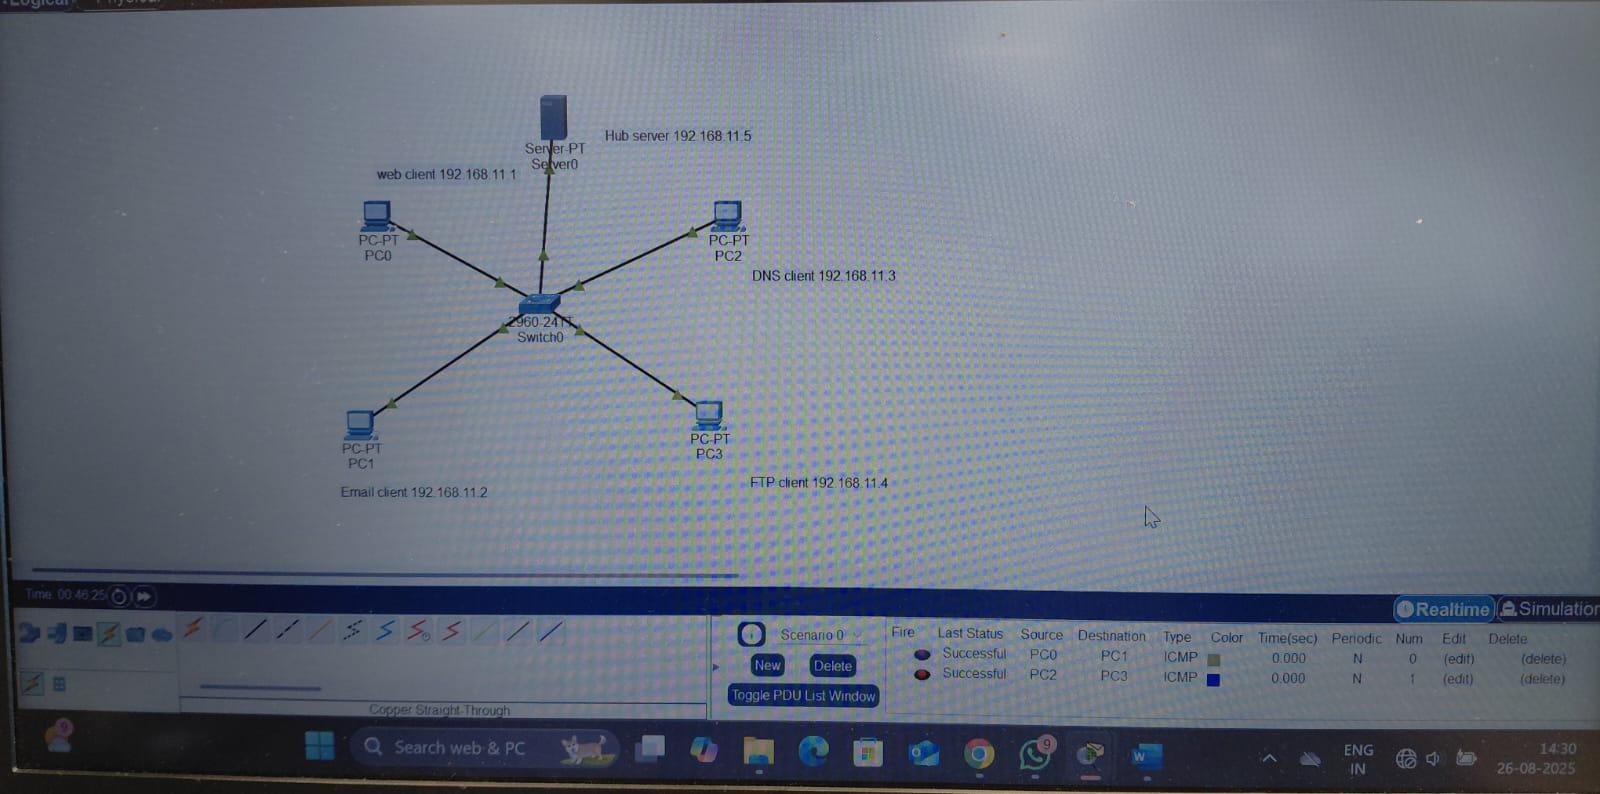 Logical
Physical
Hub server 192.168.11.5
Server-PT
Server0
web client 192.168.11.1
PC-PT
PC0
PC-PT
PC2
DNS client 192.168.11.3
2960-24TT
Switch0
PC-PT
PC1
PC-PT
PC3
Email client 192.168.11.2
FTP client 192.168.11.4
Time: 00:46:25
Realtime
Simulation
Scenario 0
New
Delete
Toggle PDU List Window
Fire Last Status Source Destination Type Color Time(sec) Periodic Num Edit Delete
Successful PC0 PC1 ICMP 0.000 N 0 (edit) (delete)
Successful PC2 PC3 ICMP 0.000 N 1 (edit) (delete)
Copper Straight-Through
9
Search web & PC
9
W
ENG
IN
14:30
26-08-2025